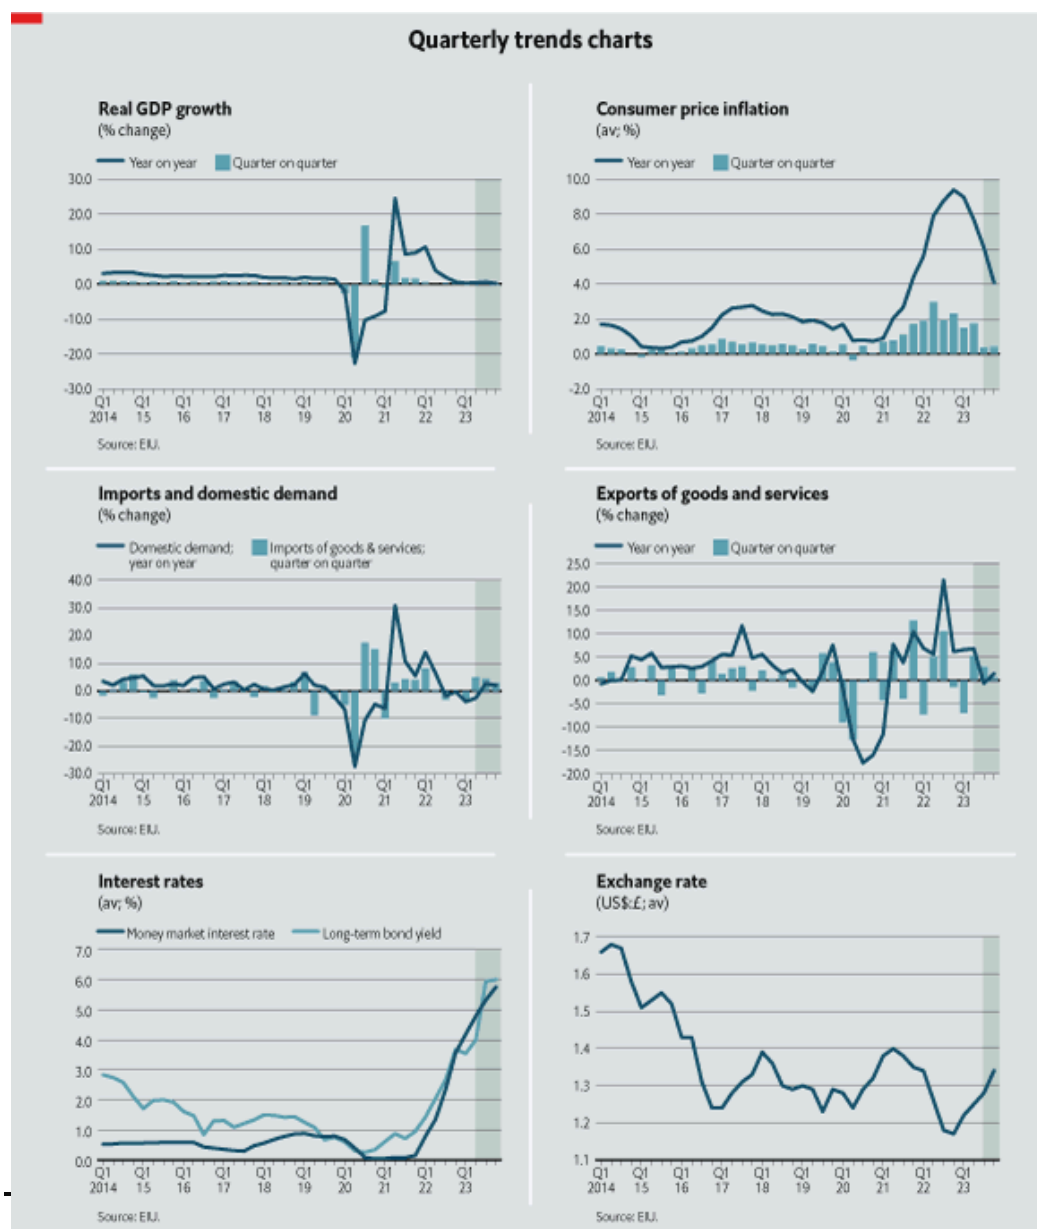 Quarterly trends charts
Real GDP growth
(% change)
Year on year Quarter on quarter
30.0
20.0
10.0
0.0
-10.0
-20.0
-30.0
Q1 Q1 Q1 Q1 Q1 Q1 Q1 Q1 Q1 Q1
2014 15 16 17 18 19 20 21 22 23
Source: EIU.
Consumer price inflation
(av; %)
Year on year Quarter on quarter
10.0
8.0
6.0
4.0
2.0
0.0
-2.0
Q1 Q1 Q1 Q1 Q1 Q1 Q1 Q1 Q1 Q1
2014 15 16 17 18 19 20 21 22 23
Source: EIU.
Imports and domestic demand
(% change)
Domestic demand; Imports of goods & services;
year on year quarter on quarter
40.0
30.0
20.0
10.0
0.0
-10.0
-20.0
-30.0
Q1 Q1 Q1 Q1 Q1 Q1 Q1 Q1 Q1 Q1
2014 15 16 17 18 19 20 21 22 23
Source: EIU.
Exports of goods and services
(% change)
Year on year Quarter on quarter
25.0
20.0
15.0
10.0
5.0
0.0
-5.0
-10.0
-15.0
-20.0
Q1 Q1 Q1 Q1 Q1 Q1 Q1 Q1 Q1 Q1
2014 15 16 17 18 19 20 21 22 23
Source: EIU.
Interest rates
(av; %)
Money market interest rate Long-term bond yield
7.0
6.0
5.0
4.0
3.0
2.0
1.0
0.0
Q1 Q1 Q1 Q1 Q1 Q1 Q1 Q1 Q1 Q1
2014 15 16 17 18 19 20 21 22 23
Source: EIU.
Exchange rate
(US$:£; av)
1.7
1.6
1.5
1.4
1.3
1.2
1.1
Q1 Q1 Q1 Q1 Q1 Q1 Q1 Q1 Q1 Q1
2014 15 16 17 18 19 20 21 22 23
Source: EIU.